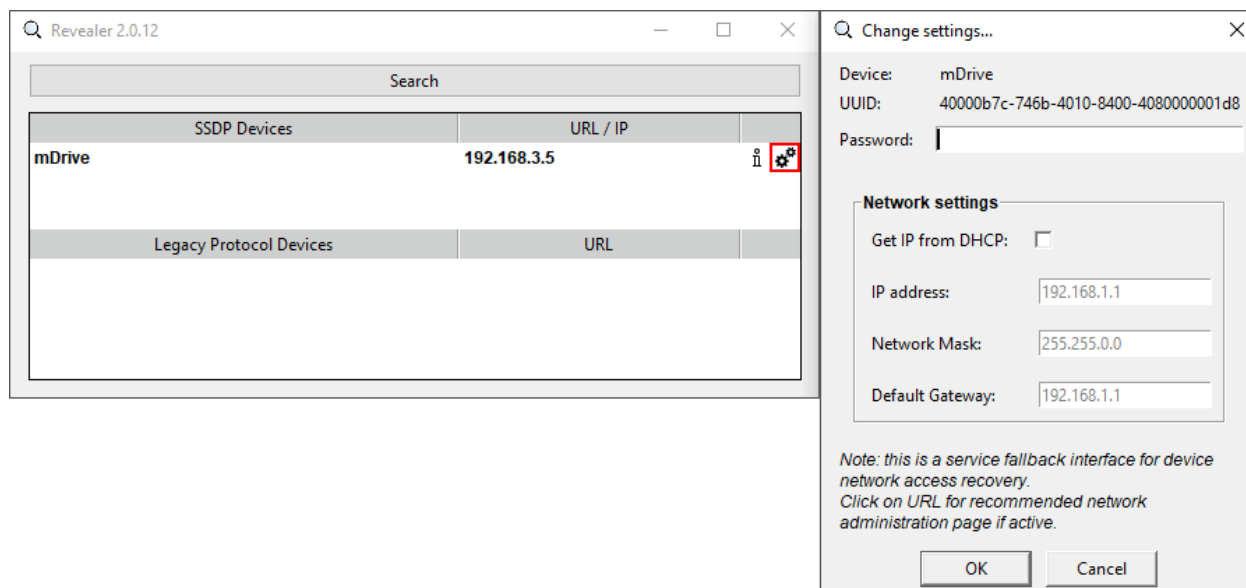 Revealer 2.0.12
Search
SSDP Devices URL / IP
mDrive 192.168.3.5
Legacy Protocol Devices URL
Change settings...
Device: mDrive
UUID: 40000b7c-746b-4010-8400-4080000001d8
Password:
Network settings
Get IP from DHCP:
IP address: 192.168.1.1
Network Mask: 255.255.0.0
Default Gateway: 192.168.1.1
Note: this is a service fallback interface for device
network access recovery.
Click on URL for recommended network
administration page if active.
OK Cancel